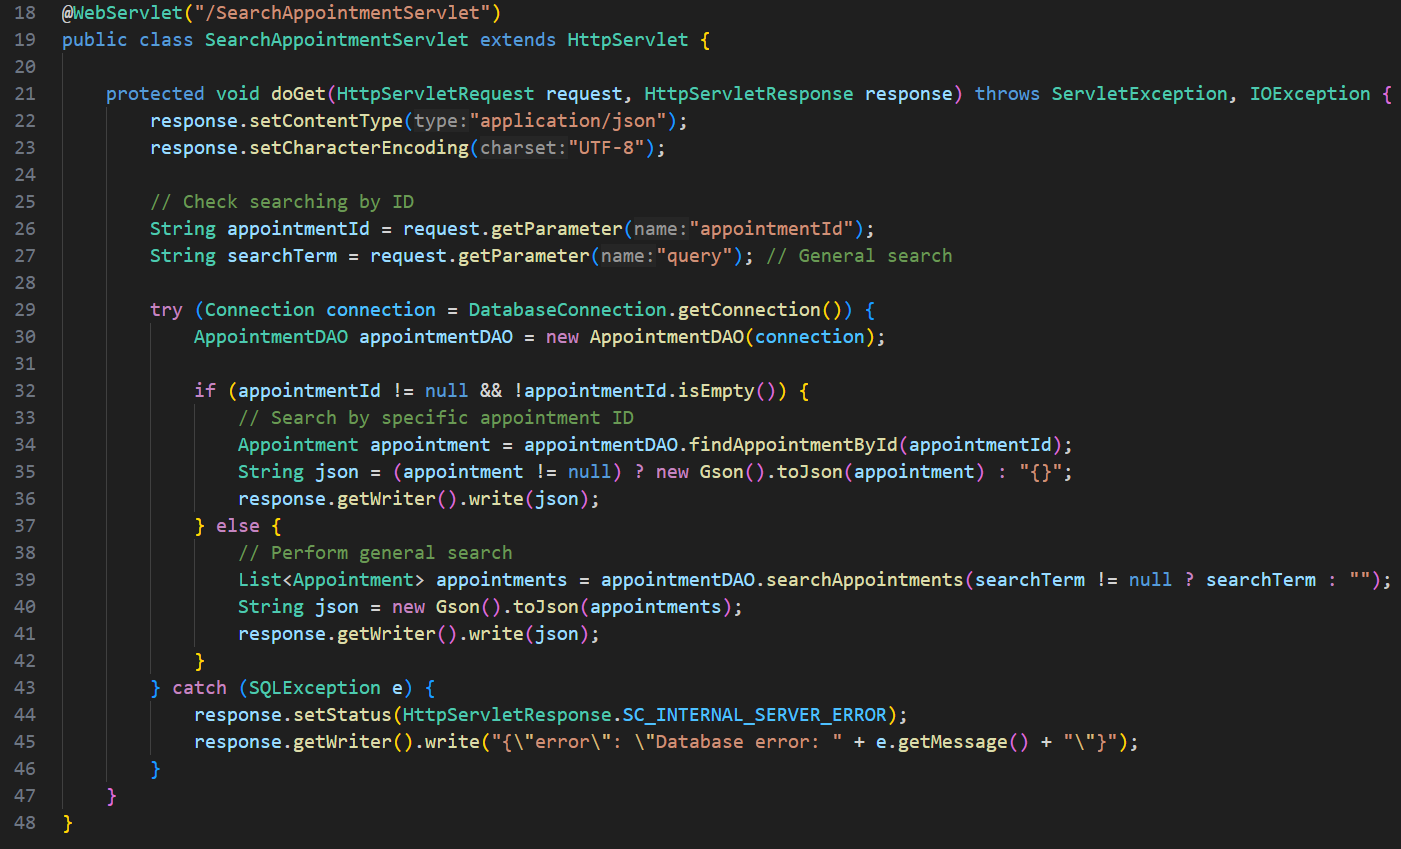 18 @WebServlet("/SearchAppointmentServlet")
19 public class SearchAppointmentServlet extends HttpServlet {
20
21     protected void doGet(HttpServletRequest request, HttpServletResponse response) throws ServletException, IOException {
22         response.setContentType(type:"application/json");
23         response.setCharacterEncoding(charset:"UTF-8");
24
25         // Check searching by ID
26         String appointmentId = request.getParameter(name:"appointmentId");
27         String searchTerm = request.getParameter(name:"query"); // General search
28
29         try (Connection connection = DatabaseConnection.getConnection()) {
30             AppointmentDAO appointmentDAO = new AppointmentDAO(connection);
31
32             if (appointmentId != null && !appointmentId.isEmpty()) {
33                 // Search by specific appointment ID
34                 Appointment appointment = appointmentDAO.findAppointmentById(appointmentId);
35                 String json = (appointment != null) ? new Gson().toJson(appointment) : "{}";
36                 response.getWriter().write(json);
37             } else {
38                 // Perform general search
39                 List<Appointment> appointments = appointmentDAO.searchAppointments(searchTerm != null ? searchTerm : "");
40                 String json = new Gson().toJson(appointments);
41                 response.getWriter().write(json);
42             }
43         } catch (SQLException e) {
44             response.setStatus(HttpServletResponse.SC_INTERNAL_SERVER_ERROR);
45             response.getWriter().write("{\"error\": \"Database error: " + e.getMessage() + "\"}");
46         }
47     }
48 }